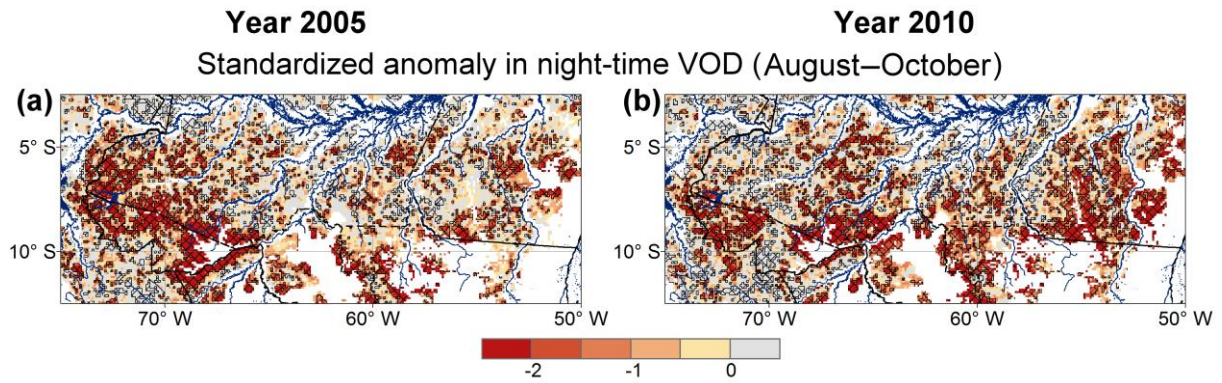 Year 2005
Year 2010
Standardized anomaly in night-time VOD (August–October)
(a)
(b)
5° S
5° S
10° S
10° S
70° W
60° W
50° W
70° W
60° W
50° W
-2
-1
0